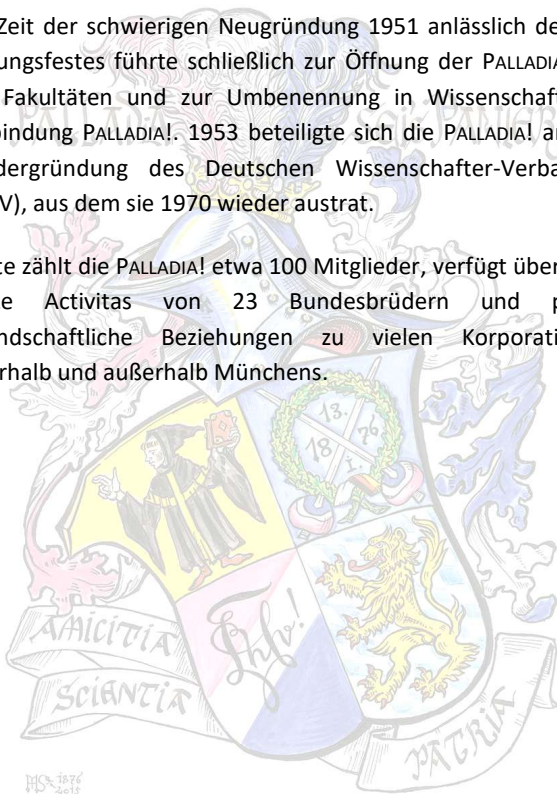 Zeit der schwierigen Neugründung 1951 anlässlich de
ungsfestes führte schließlich zur Öffnung der PALLADIA
Fakultäten und zur Umbenennung in Wissenschaft
bindung PALLADIA!. 1953 beteiligte sich die PALLADIA! a
dergründung des Deutschen Wissenschafter-Verba
V), aus dem sie 1970 wieder austrat.
te zählt die PALLADIA! etwa 100 Mitglieder, verfügt über
ke Activitas von 23 Bundesbrüdern und p
ndschaftliche Beziehungen zu vielen Korporati
rhalb und außerhalb Münchens.
13.
18 76
I.
AMICITIA
SCIENTIA
PATRIA
1876
2013